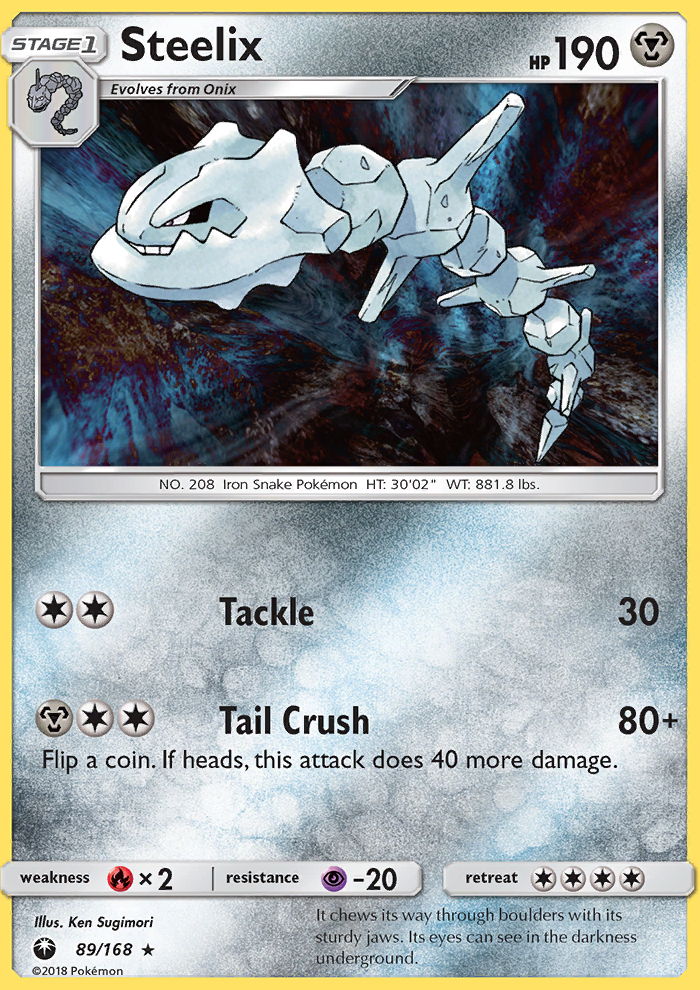 STAGE1
Steelix
HP 190
Evolves from Onix
NO. 208 Iron Snake Pokémon HT: 30'02" WT: 881.8 lbs.
Tackle 30
Tail Crush 80+
Flip a coin. If heads, this attack does 40 more damage.
weakness ×2 resistance -20 retreat
Illus. Ken Sugimori
89/168 ★
©2018 Pokémon
It chews its way through boulders with its
sturdy jaws. Its eyes can see in the darkness
underground.